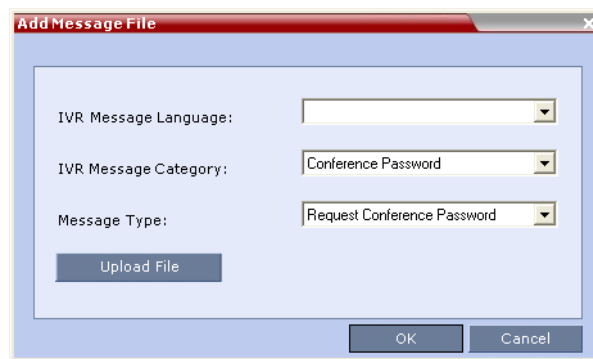 Add Message File
IVR Message Language:
IVR Message Category: Conference Password
Message Type: Request Conference Password
Upload File
OK Cancel